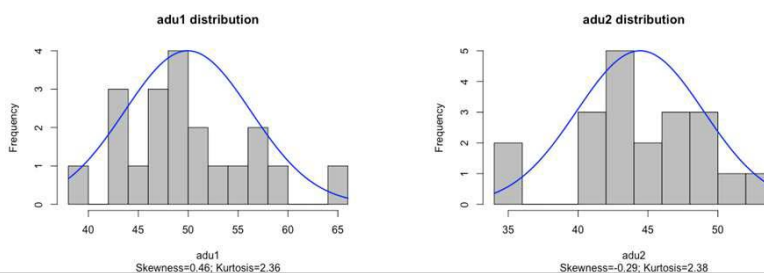 adu1 distribution
Frequency
0 1 2 3 4
40 45 50 55 60 65
adu1
Skewness=0.46; Kurtosis=2.36
adu2 distribution
Frequency
0 1 2 3 4 5
35 40 45 50
adu2
Skewness=-0.29; Kurtosis=2.38